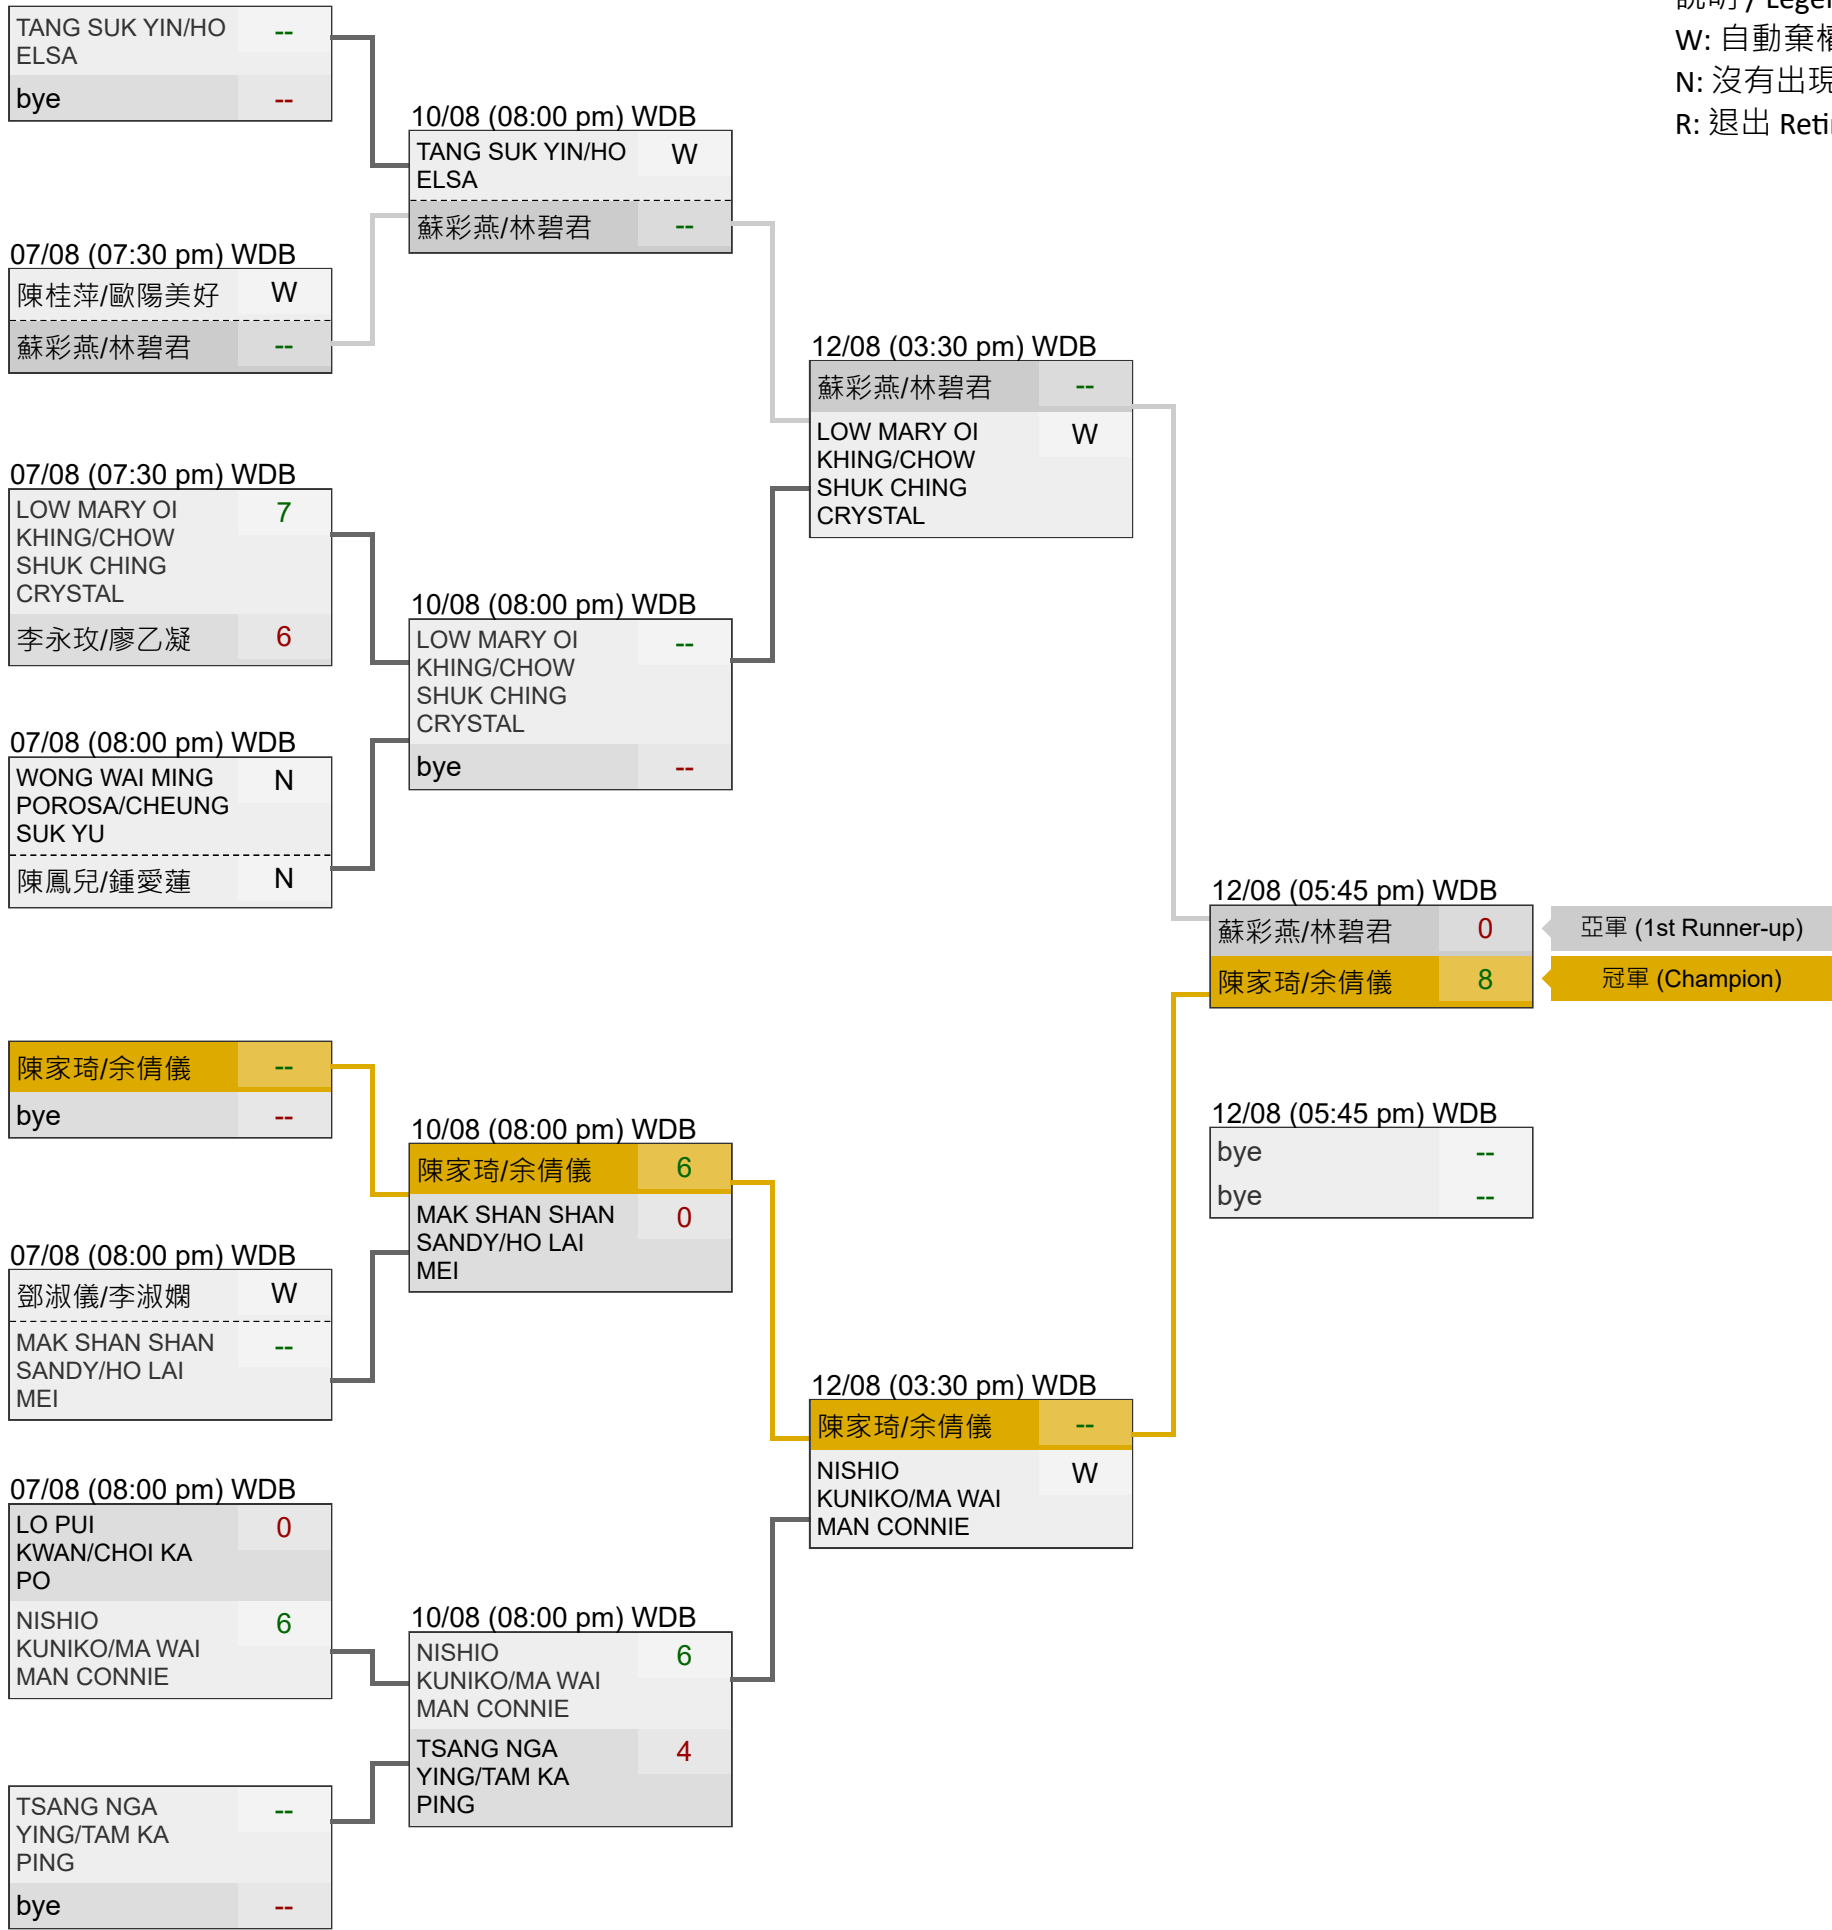 說明 / Legen
W: 自動棄權
N: 沒有出現
R: 退出 Retir
TANG SUK YIN/HO --
ELSA
bye --
07/08 (07:30 pm) WDB
陳桂萍/歐陽美好 W
蘇彩燕/林碧君 --
07/08 (07:30 pm) WDB
LOW MARY OI 7
KHING/CHOW
SHUK CHING
CRYSTAL
李永玫/廖乙凝 6
07/08 (08:00 pm) WDB
WONG WAI MING N
POROSA/CHEUNG
SUK YU
陳鳳兒/鍾愛蓮 N
陳家琦/余倩儀 --
bye --
07/08 (08:00 pm) WDB
鄧淑儀/李淑嫻 W
MAK SHAN SHAN --
SANDY/HO LAI
MEI
07/08 (08:00 pm) WDB
LO PUI 0
KWAN/CHOI KA
PO
NISHIO 6
KUNIKO/MA WAI
MAN CONNIE
TSANG NGA --
YING/TAM KA
PING
bye --
10/08 (08:00 pm) WDB
TANG SUK YIN/HO W
ELSA
蘇彩燕/林碧君 --
10/08 (08:00 pm) WDB
LOW MARY OI --
KHING/CHOW
SHUK CHING
CRYSTAL
bye --
10/08 (08:00 pm) WDB
陳家琦/余倩儀 6
MAK SHAN SHAN 0
SANDY/HO LAI
MEI
10/08 (08:00 pm) WDB
NISHIO 6
KUNIKO/MA WAI
MAN CONNIE
TSANG NGA 4
YING/TAM KA
PING
12/08 (03:30 pm) WDB
蘇彩燕/林碧君 --
LOW MARY OI W
KHING/CHOW
SHUK CHING
CRYSTAL
12/08 (03:30 pm) WDB
陳家琦/余倩儀 --
NISHIO W
KUNIKO/MA WAI
MAN CONNIE
12/08 (05:45 pm) WDB
蘇彩燕/林碧君 0 亞軍 (1st Runner-up)
陳家琦/余倩儀 8 冠軍 (Champion)
12/08 (05:45 pm) WDB
bye --
bye --